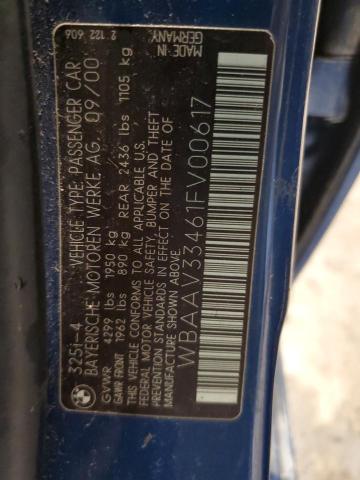 325i-4 VEHICLE TYPE: PASSENGER CAR 2 122 606 MADE IN
BAYERISCHE MOTOREN WERKE AG 09/00 GERMANY
GVWR 4299 lbs 1950 kg
GAWR FRONT 1962 lbs 890 kg REAR 2436 lbs 1105 kg
THIS VEHICLE CONFORMS TO ALL APPLICABLE U.S.
FEDERAL MOTOR VEHICLE SAFETY, BUMPER AND THEFT
PREVENTION STANDARDS IN EFFECT ON THE DATE OF
MANUFACTURE SHOWN ABOVE.
WBAAV33461FV00617